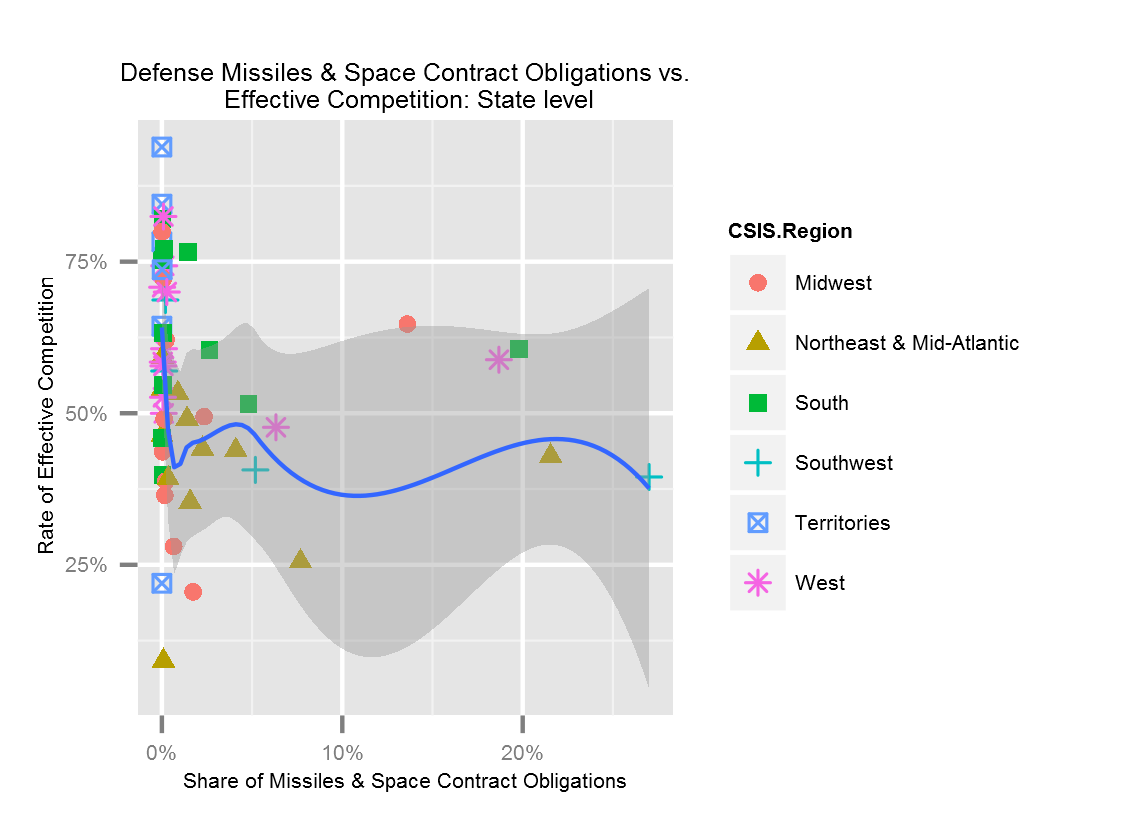 Defense Missiles & Space Contract Obligations vs.
Effective Competition: State level
Rate of Effective Competition
75%
50%
25%
0%
10%
20%
Share of Missiles & Space Contract Obligations
CSIS.Region
Midwest
Northeast & Mid-Atlantic
South
Southwest
Territories
West